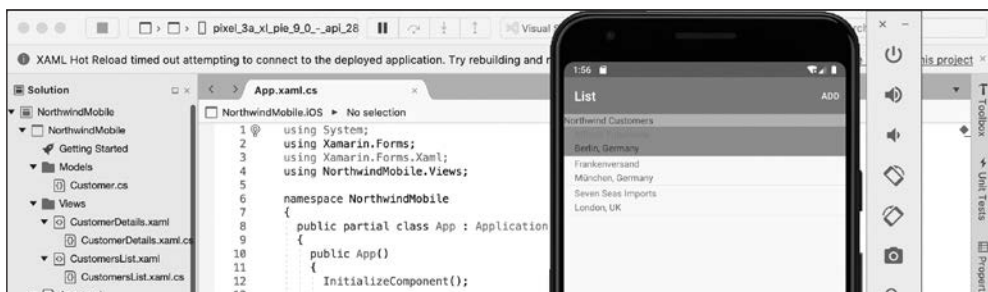 pixel_3a_xl_pie_9_0_-_api_28
Visual
XAML Hot Reload timed out attempting to connect to the deployed application. Try rebuilding and
his project
Solution
NorthwindMobile
NorthwindMobile
Getting Started
Models
Customer.cs
Views
CustomerDetails.xaml
CustomerDetails.xaml.cs
CustomersList.xaml
CustomersList.xaml.cs
App.xaml.cs
NorthwindMobile.iOS ▸ No selection
1 using System;
2 using Xamarin.Forms;
3 using Xamarin.Forms.Xaml;
4 using NorthwindMobile.Views;
5
6 namespace NorthwindMobile
7 {
8 public partial class App : Application
9 {
10 public App()
11 {
12 InitializeComponent();
1:56
List ADD
Northwind Customers
Berlin, Germany
Frankenversand
München, Germany
Seven Seas Imports
London, UK
Toolbox
Unit Tests
Propert